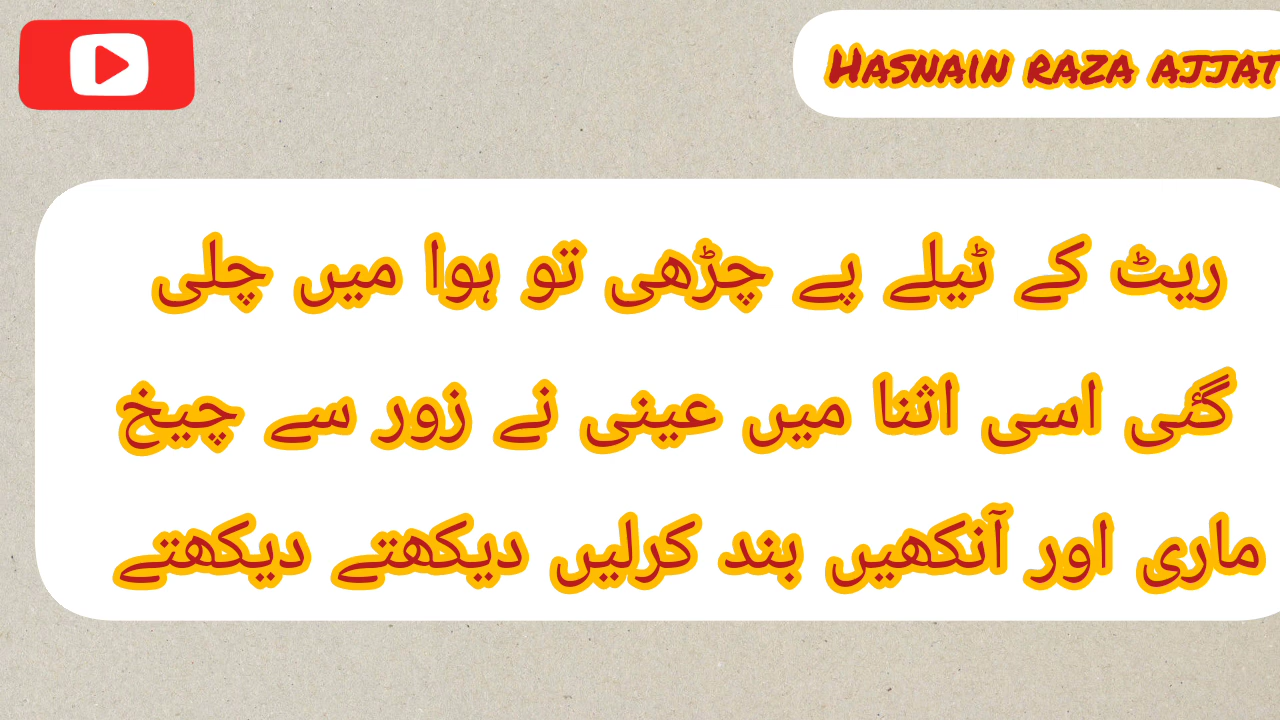 HASNAIN RAZA AJJAT
ریٹ کے ٹیلے پے چڑھی تو ہوا میں چلی
گئی اسی اثنا میں عینی نے زور سے چیخ
ماری اور آنکھیں بند کرلیں دیکھتے دیکھتے